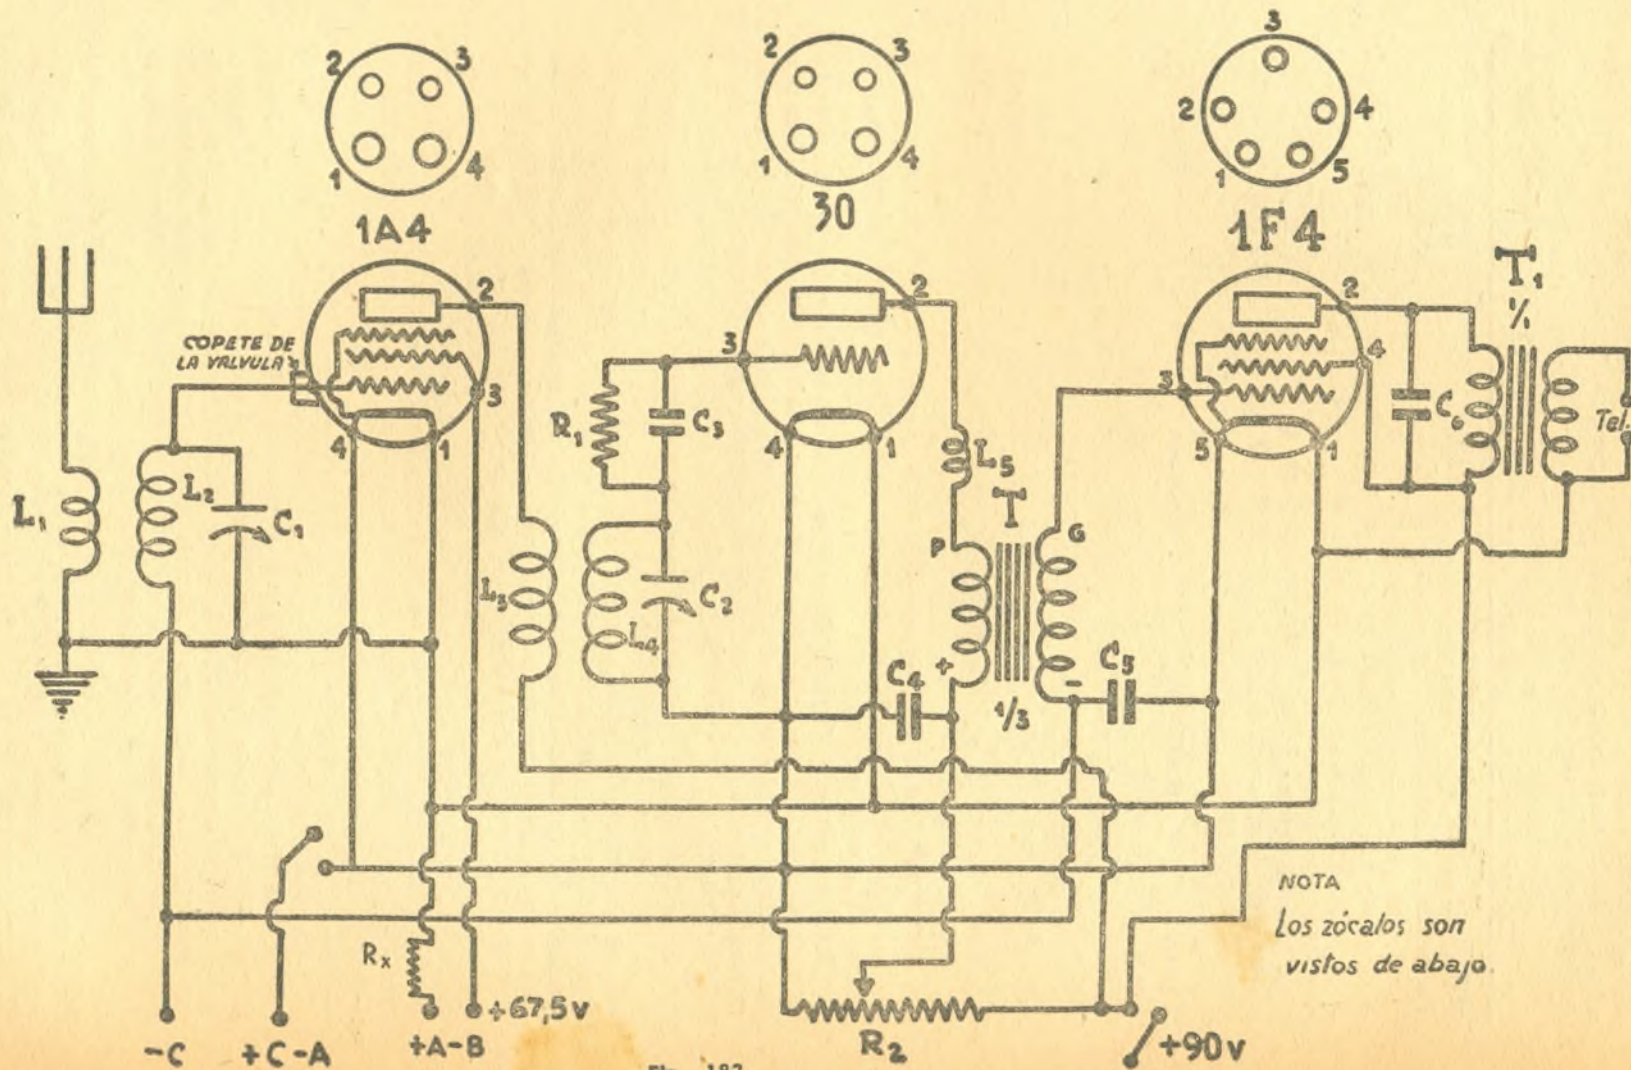 2 3
1 4
1A4
2 3
1 4
30
3
2 4
1 5
1F4
T₁
1/1
COPETE DE
LA VALVULA
2
3
4 1
2
3
4 1
2
4
3
5 1
R₁
C₃
L₅
C₆
Tel.
L₁
L₂
C₁
L₃
L₄
C₂
T
P
G
+
-
1/3
C₄
C₅
NOTA
Los zócalos son
vistos de abajo.
Rx
+67,5v
-C
+C-A
+A-B
R₂
+90v